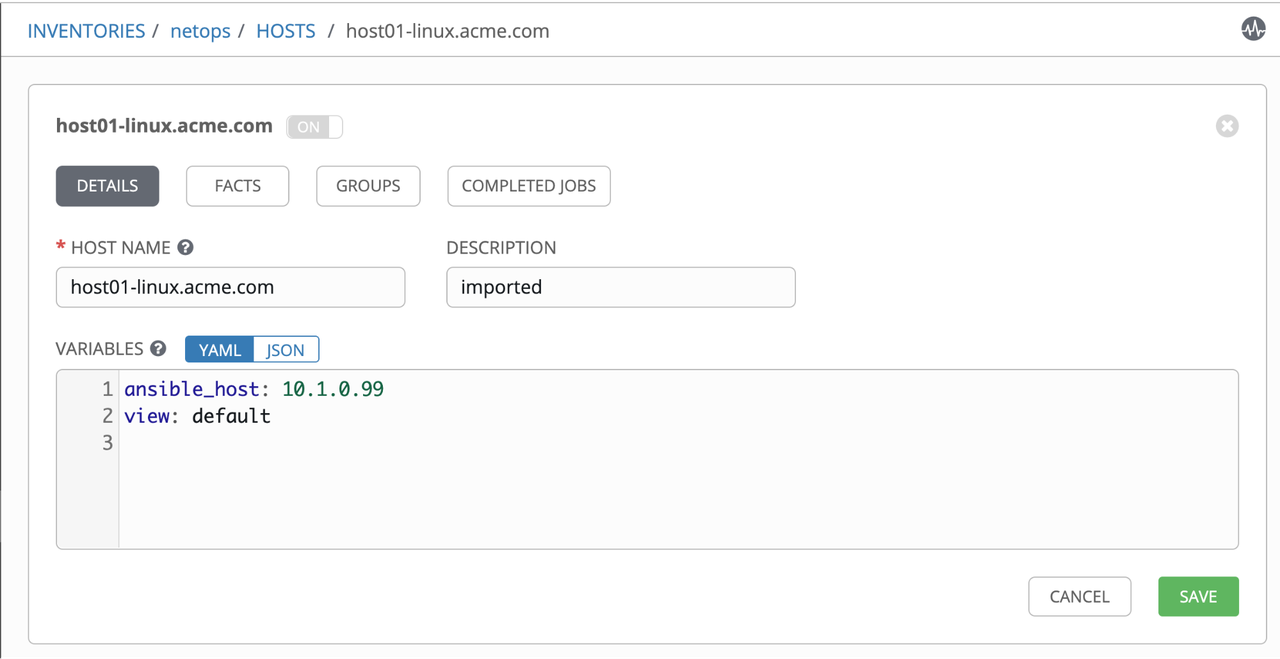 INVENTORIES / netops / HOSTS / host01-linux.acme.com
host01-linux.acme.com ON
DETAILS FACTS GROUPS COMPLETED JOBS
* HOST NAME ? DESCRIPTION
host01-linux.acme.com imported
VARIABLES ? YAML JSON
1 ansible_host: 10.1.0.99
2 view: default
3
CANCEL SAVE